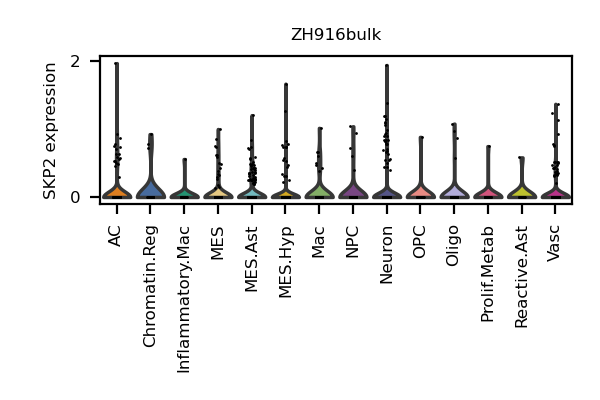 ZH916bulk
SKP2 expression
2
0
AC
Chromatin.Reg
Inflammatory.Mac
MES
MES.Ast
MES.Hyp
Mac
NPC
Neuron
OPC
Oligo
Prolif.Metab
Reactive.Ast
Vasc